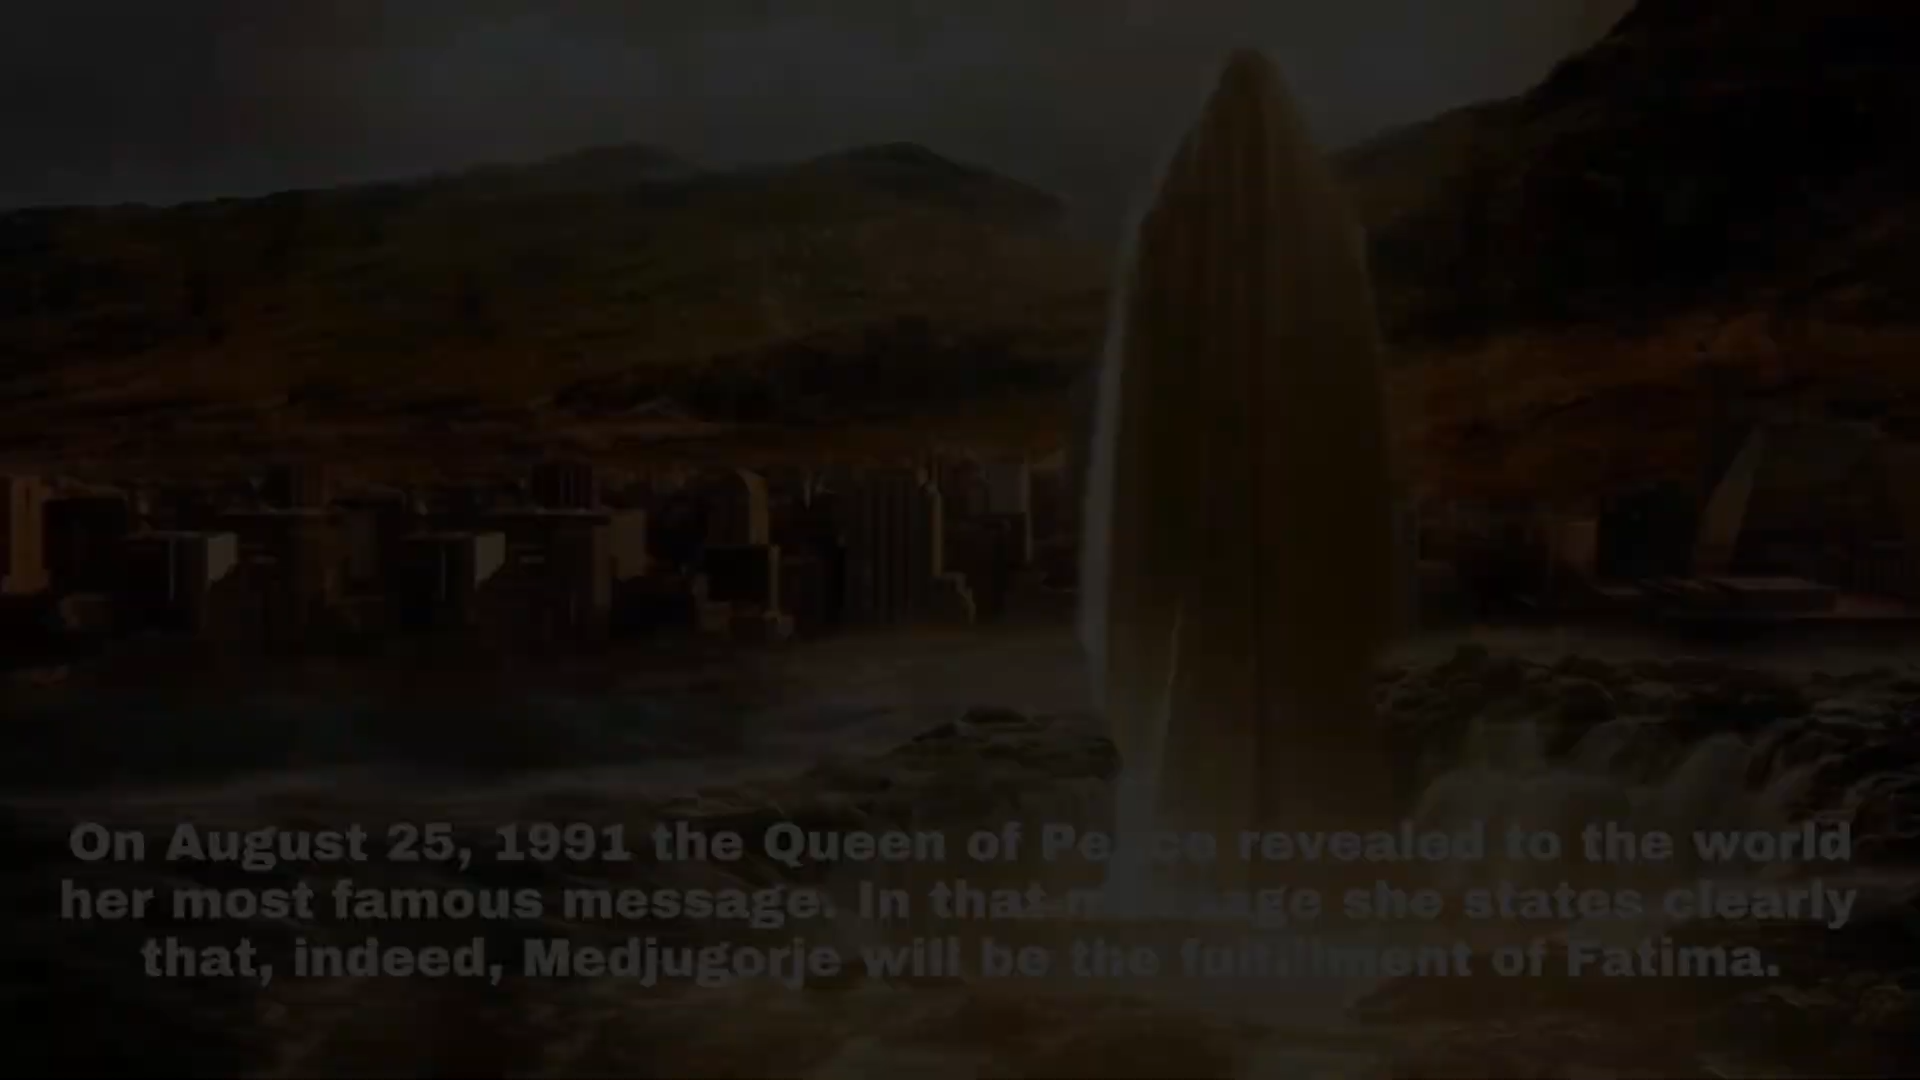 On August 25, 1991 the Queen of Peace revealed to the world
her most famous message. In that message she states clearly
that, indeed, Medjugorje will be the fulfillment of Fatima.